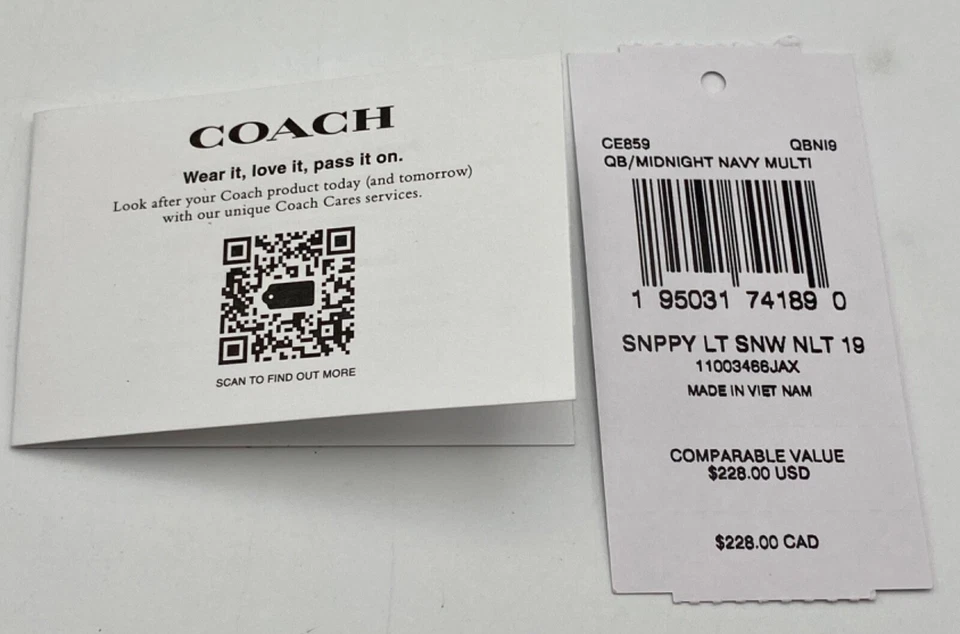 COACH
Wear it, love it, pass it on.
Look after your Coach product today (and tomorrow)
with our unique Coach Cares services.
SCAN TO FIND OUT MORE
CE859 QBNI9
QB/MIDNIGHT NAVY MULTI
1 95031 74189 0
SNPPY LT SNW NLT 19
11003466JAX
MADE IN VIET NAM
COMPARABLE VALUE
$228.00 USD
$228.00 CAD